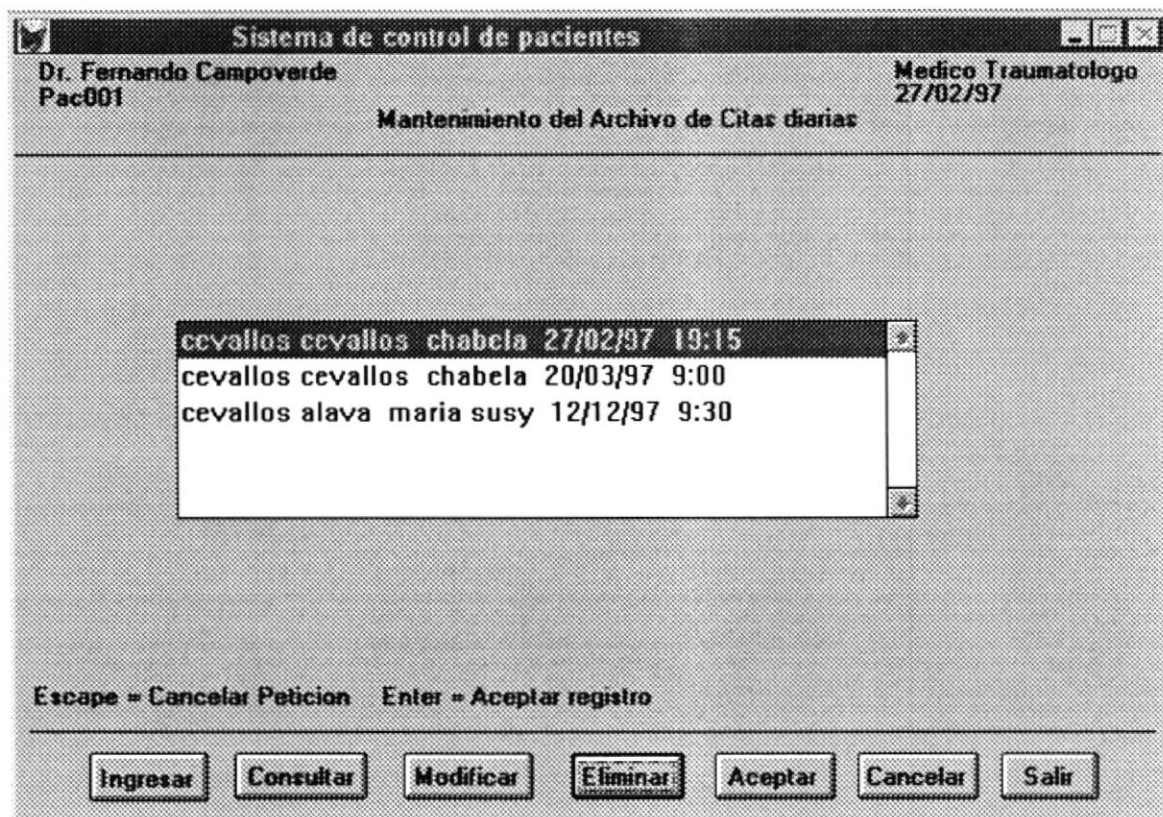 Sistema de control de pacientes
Dr. Fernando Campoverde
Medico Traumatologo
Pac001
27/02/97
Mantenimiento del Archivo de Citas diarias
cevallos cevallos chabela 27/02/97 19:15
cevallos cevallos chabela 20/03/97 9:00
cevallos alava maria susy 12/12/97 9:30
Escape = Cancelar Peticion Enter = Aceptar registro
Ingresar Consultar Modificar Eliminar Aceptar Cancelar Salir